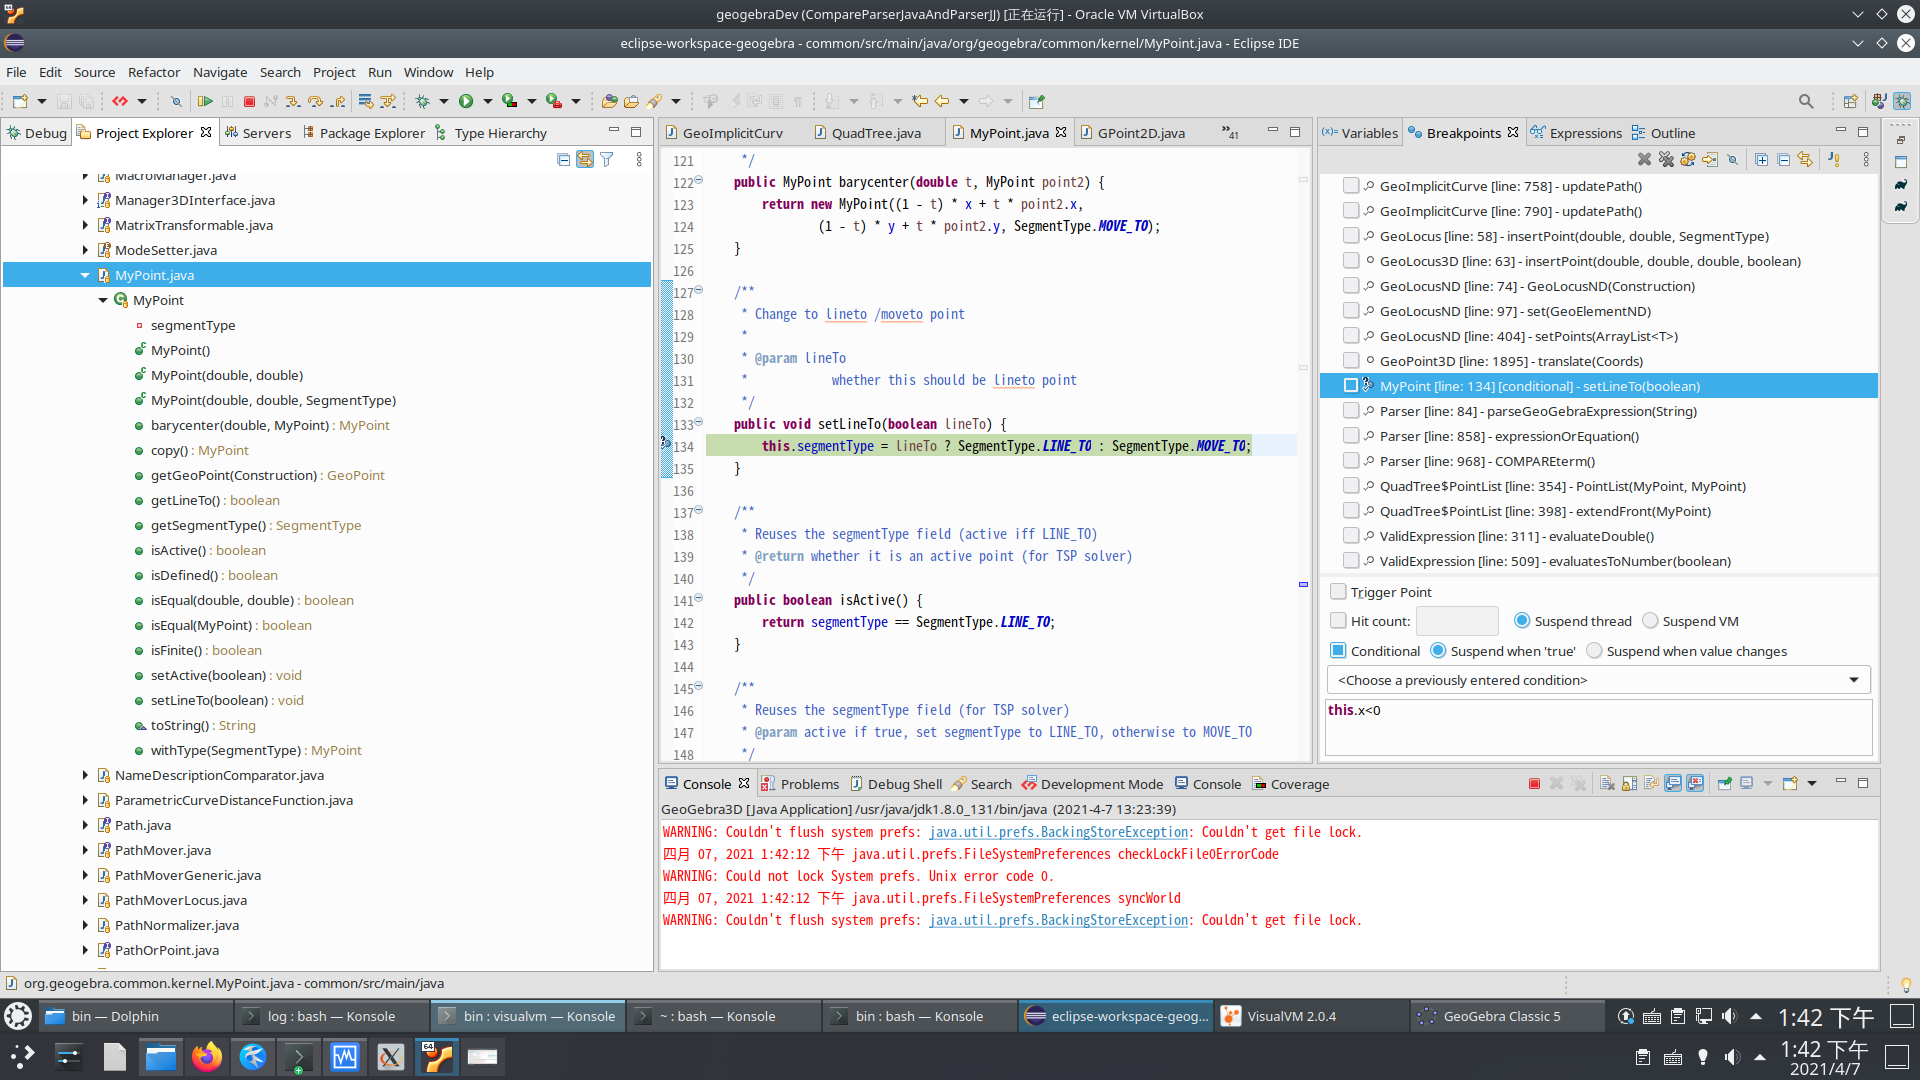 geogebraDev (CompareParserJavaAndParserJJ) [正在运行] - Oracle VM VirtualBox
eclipse-workspace-geogebra - common/src/main/java/org/geogebra/common/kernel/MyPoint.java - Eclipse IDE
File Edit Source Refactor Navigate Search Project Run Window Help
Debug Project Explorer Servers Package Explorer Type Hierarchy
MacroManager.java
Manager3DInterface.java
MatrixTransformable.java
ModeSetter.java
MyPoint.java
MyPoint
segmentType
MyPoint()
MyPoint(double, double)
MyPoint(double, double, SegmentType)
barycenter(double, MyPoint) : MyPoint
copy() : MyPoint
getGeoPoint(Construction) : GeoPoint
getLineTo() : boolean
getSegmentType() : SegmentType
isActive() : boolean
isDefined() : boolean
isEqual(double, double) : boolean
isEqual(MyPoint) : boolean
isFinite() : boolean
setActive(boolean) : void
setLineTo(boolean) : void
toString() : String
withType(SegmentType) : MyPoint
NameDescriptionComparator.java
ParametricCurveDistanceFunction.java
Path.java
PathMover.java
PathMoverGeneric.java
PathMoverLocus.java
PathNormalizer.java
PathOrPoint.java
GeoImplicitCurv QuadTree.java MyPoint.java GPoint2D.java »41
121 */
122 public MyPoint barycenter(double t, MyPoint point2) {
123 return new MyPoint((1 - t) * x + t * point2.x,
124 (1 - t) * y + t * point2.y, SegmentType.MOVE_TO);
125 }
126
127 /**
128 * Change to lineto /moveto point
129 *
130 * @param lineTo
131 * whether this should be lineto point
132 */
133 public void setLineTo(boolean lineTo) {
134 this.segmentType = lineTo ? SegmentType.LINE_TO : SegmentType.MOVE_TO;
135 }
136
137 /**
138 * Reuses the segmentType field (active iff LINE_TO)
139 * @return whether it is an active point (for TSP solver)
140 */
141 public boolean isActive() {
142 return segmentType == SegmentType.LINE_TO;
143 }
144
145 /**
146 * Reuses the segmentType field (for TSP solver)
147 * @param active if true, set segmentType to LINE_TO, otherwise to MOVE_TO
148 */
Variables Breakpoints Expressions Outline
GeoImplicitCurve [line: 758] - updatePath()
GeoImplicitCurve [line: 790] - updatePath()
GeoLocus [line: 58] - insertPoint(double, double, SegmentType)
GeoLocus3D [line: 63] - insertPoint(double, double, double, boolean)
GeoLocusND [line: 74] - GeoLocusND(Construction)
GeoLocusND [line: 97] - set(GeoElementND)
GeoLocusND [line: 404] - setPoints(ArrayList<T>)
GeoPoint3D [line: 1895] - translate(Coords)
MyPoint [line: 134] [conditional] - setLineTo(boolean)
Parser [line: 84] - parseGeoGebraExpression(String)
Parser [line: 858] - expressionOrEquation()
Parser [line: 968] - COMPAREterm()
QuadTree$PointList [line: 354] - PointList(MyPoint, MyPoint)
QuadTree$PointList [line: 398] - extendFront(MyPoint)
ValidExpression [line: 311] - evaluateDouble()
ValidExpression [line: 509] - evaluatesToNumber(boolean)
Trigger Point
Hit count: Suspend thread Suspend VM
Conditional Suspend when 'true' Suspend when value changes
<Choose a previously entered condition>
this.x<0
Console Problems Debug Shell Search Development Mode Console Coverage
GeoGebra3D [Java Application] /usr/java/jdk1.8.0_131/bin/java (2021-4-7 13:23:39)
WARNING: Couldn't flush system prefs: java.util.prefs.BackingStoreException: Couldn't get file lock.
四月 07, 2021 1:42:12 下午 java.util.prefs.FileSystemPreferences checkLockFile0ErrorCode
WARNING: Could not lock System prefs. Unix error code 0.
四月 07, 2021 1:42:12 下午 java.util.prefs.FileSystemPreferences syncWorld
WARNING: Couldn't flush system prefs: java.util.prefs.BackingStoreException: Couldn't get file lock.
org.geogebra.common.kernel.MyPoint.java - common/src/main/java
bin — Dolphin log : bash — Konsole bin : visualvm — Konsole ~ : bash — Konsole bin : bash — Konsole eclipse-workspace-geog... VisualVM 2.0.4 GeoGebra Classic 5 1:42 下午
64
1:42 下午
2021/4/7